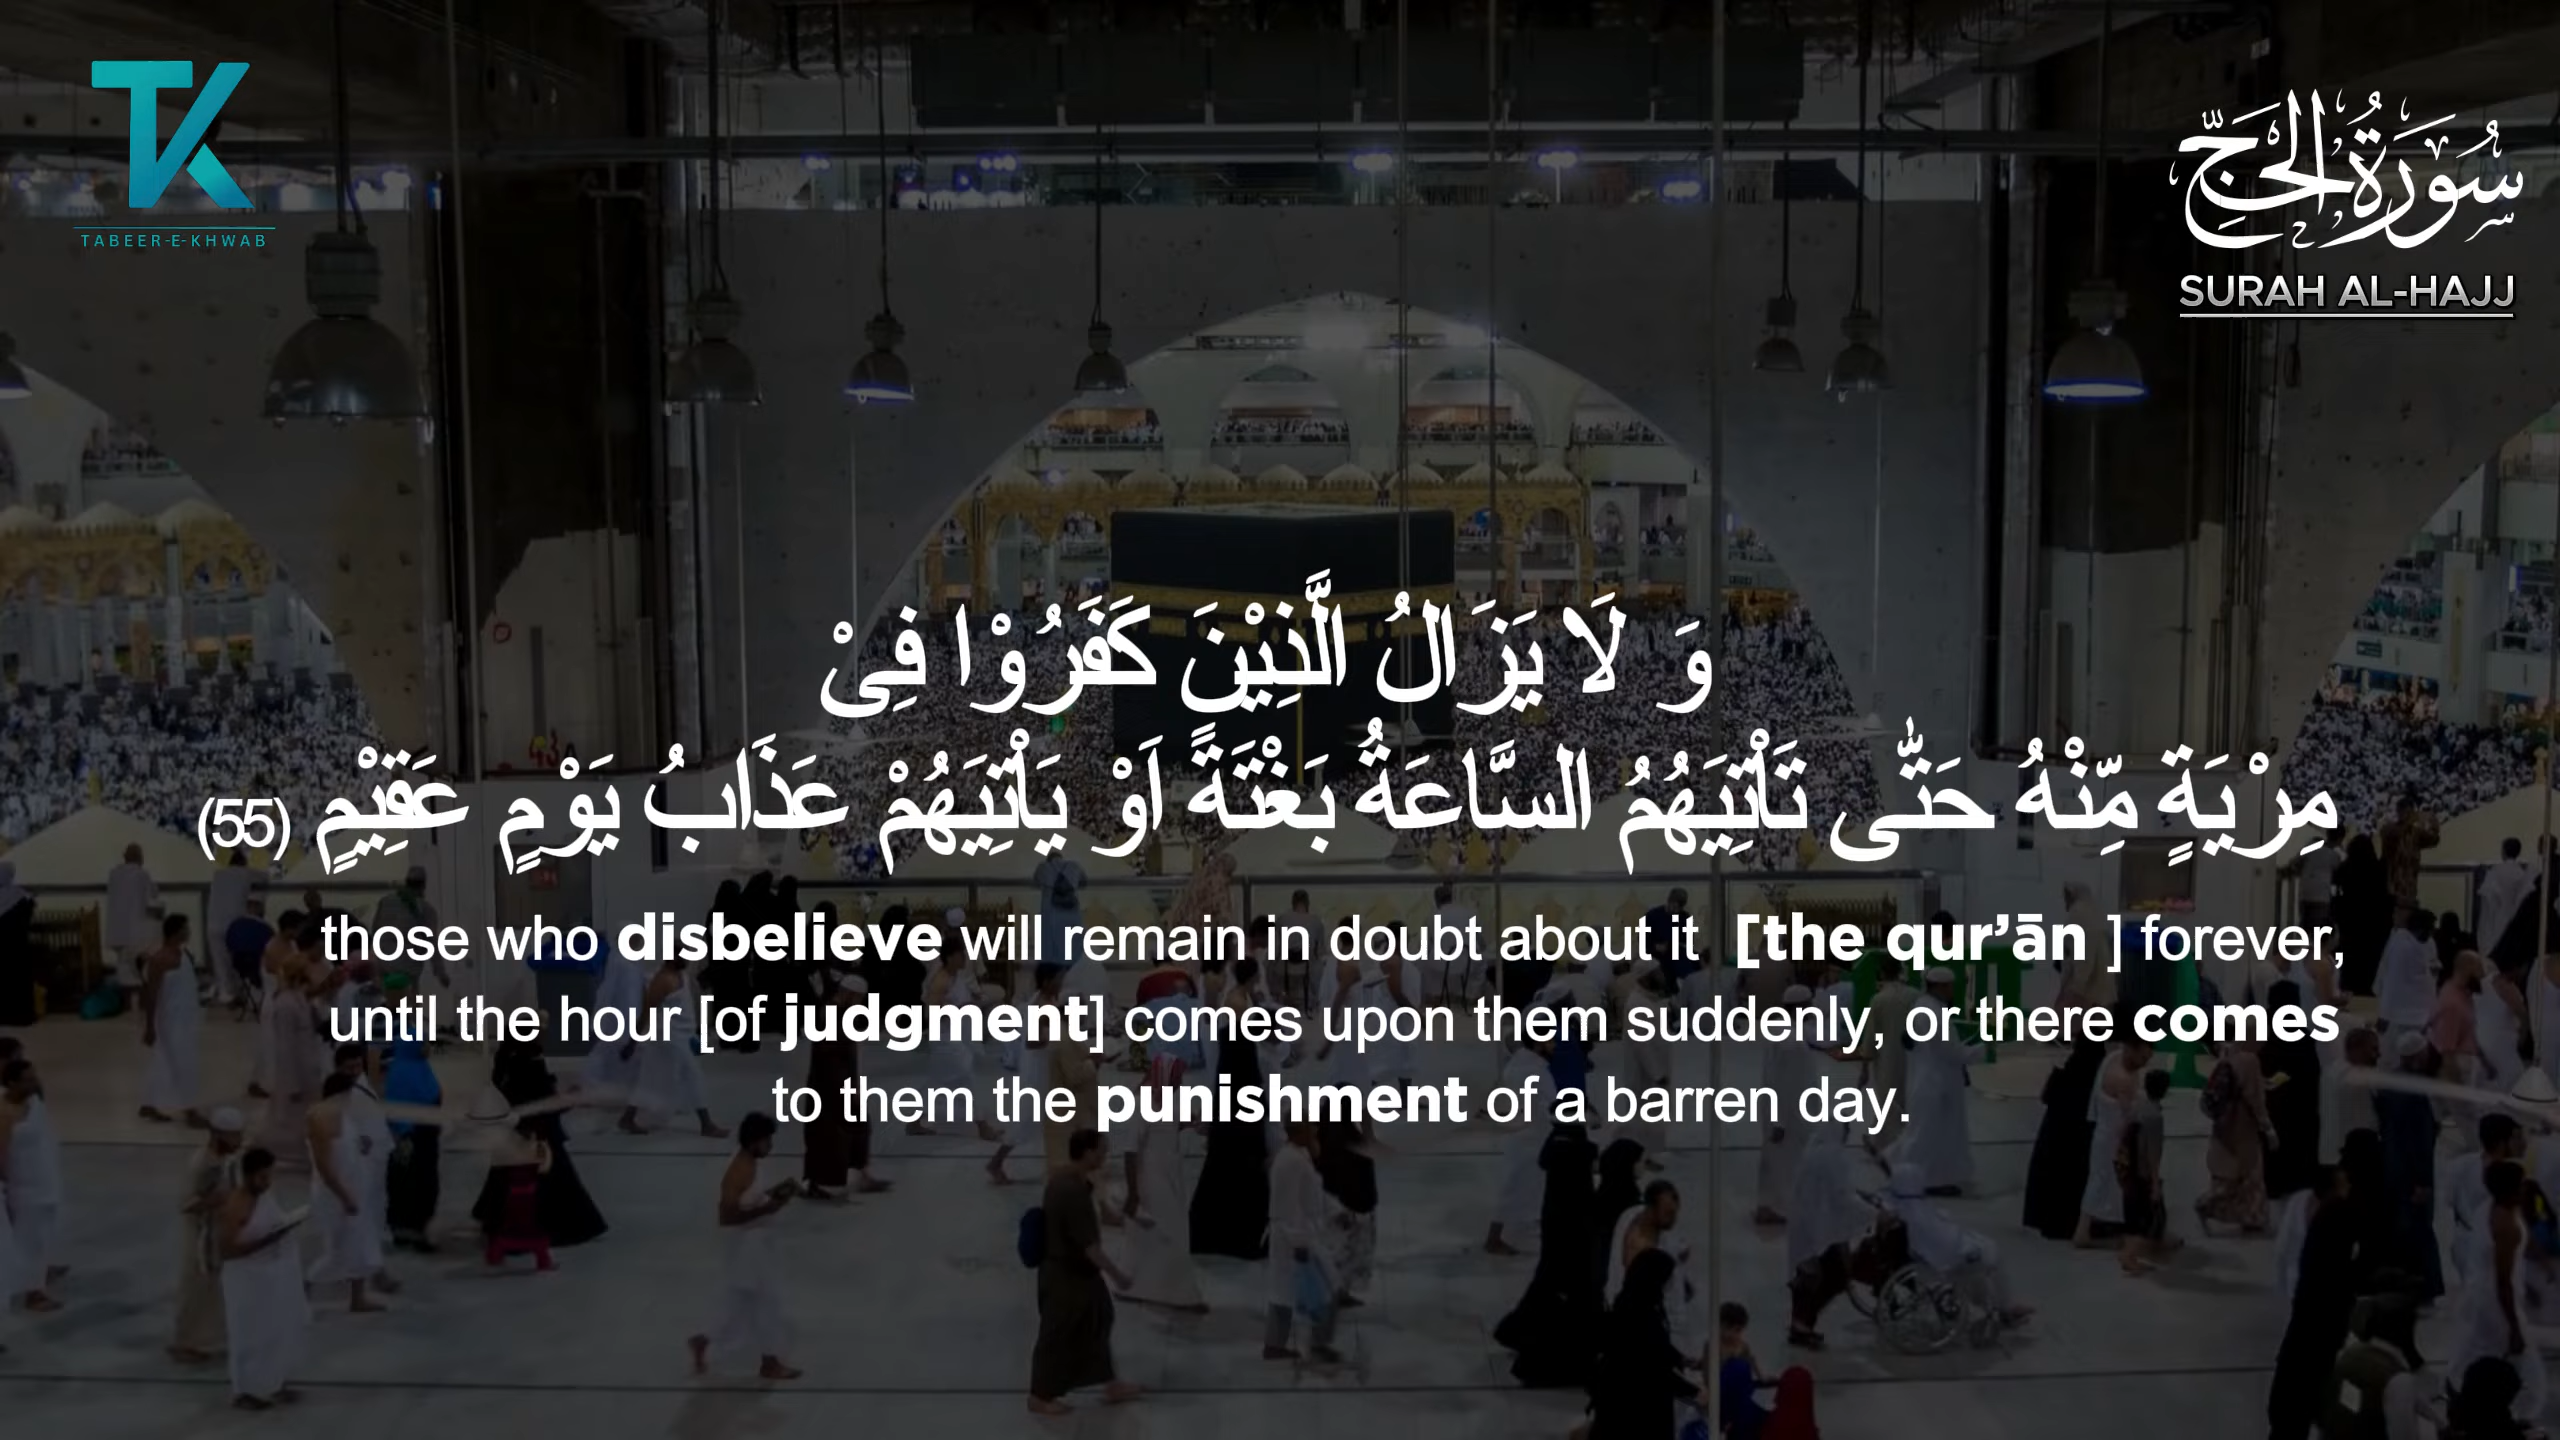 TK
TABEER-E-KHWAB
سُورَةُ الحَجِّ
SURAH AL-HAJJ
وَ لَا یَزَالُ الَّذِیْنَ كَفَرُوْا فِیْ
مِرْیَةٍ مِّنْهُ حَتّٰى تَاْتِیَهُمُ السَّاعَةُ بَغْتَةً اَوْ یَاْتِیَهُمْ عَذَابُ یَوْمٍ عَقِیْمٍ (55)
those who disbelieve will remain in doubt about it [the qur’ān ] forever,
until the hour [of judgment] comes upon them suddenly, or there comes
to them the punishment of a barren day.